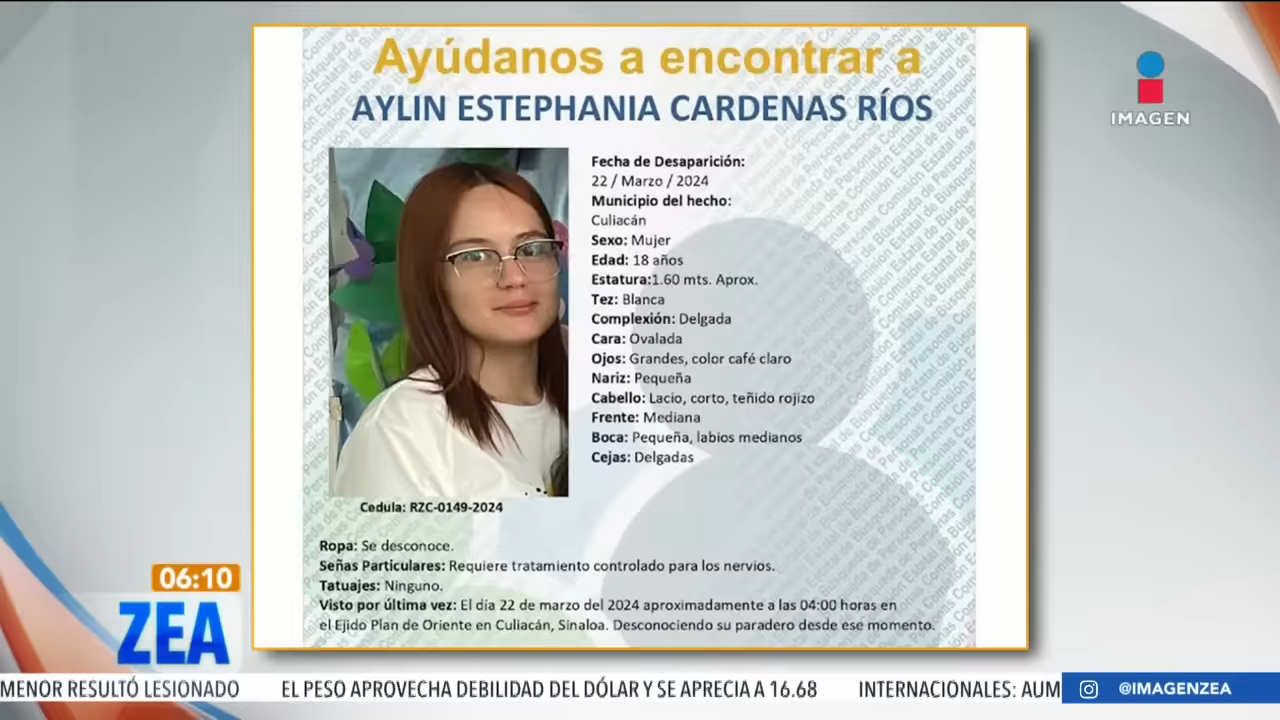 Ayúdanos a encontrar a
AYLIN ESTEPHANIA CARDENAS RÍOS
IMAGEN
Fecha de Desaparición:
22 / Marzo / 2024
Municipio del hecho:
Culiacán
Sexo: Mujer
Edad: 18 años
Estatura:1.60 mts. Aprox.
Tez: Blanca
Complexión: Delgada
Cara: Ovalada
Ojos: Grandes, color café claro
Nariz: Pequeña
Cabello: Lacio, corto, teñido rojizo
Frente: Mediana
Boca: Pequeña, labios medianos
Cejas: Delgadas
Cedula: RZC-0149-2024
Ropa: Se desconoce.
Señas Particulares: Requiere tratamiento controlado para los nervios.
Tatuajes: Ninguno.
Visto por última vez: El día 22 de marzo del 2024 aproximadamente a las 04:00 horas en
el Ejido Plan de Oriente en Culiacán, Sinaloa. Desconociendo su paradero desde ese momento.
06:10
ZEA
MENOR RESULTÓ LESIONADO EL PESO APROVECHA DEBILIDAD DEL DÓLAR Y SE APRECIA A 16.68 INTERNACIONALES: AUM
@IMAGENZEA